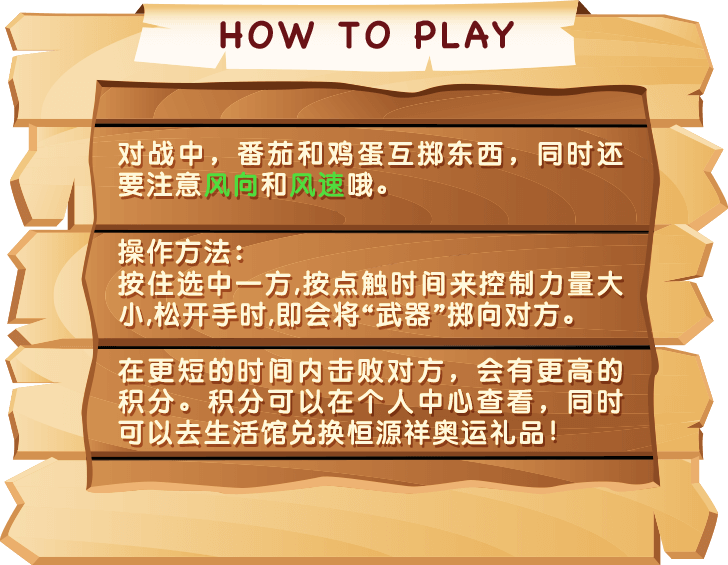 HOW TO PLAY
对战中，番茄和鸡蛋互掷东西，同时还
要注意风向和风速哦。
操作方法：
按住选中一方,按点触时间来控制力量大
小,松开手时,即会将“武器”掷向对方。
在更短的时间内击败对方，会有更高的
积分。积分可以在个人中心查看，同时
可以去生活馆兑换恒源祥奥运礼品！